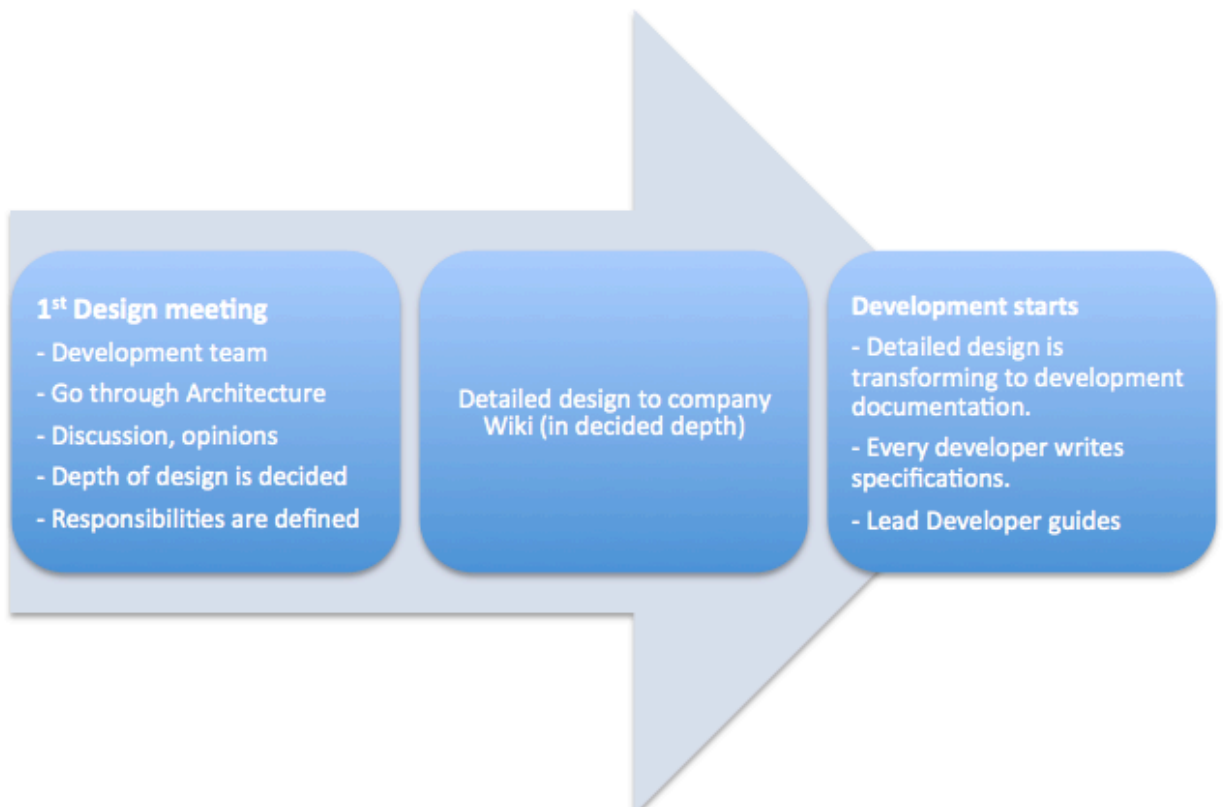 1st Design meeting
- Development team
- Go through Architecture
- Discussion, opinions
- Depth of design is decided
- Responsibilities are defined
Detailed design to company
Wiki (in decided depth)
Development starts
- Detailed design is
transforming to development
documentation.
- Every developer writes
specifications.
- Lead Developer guides